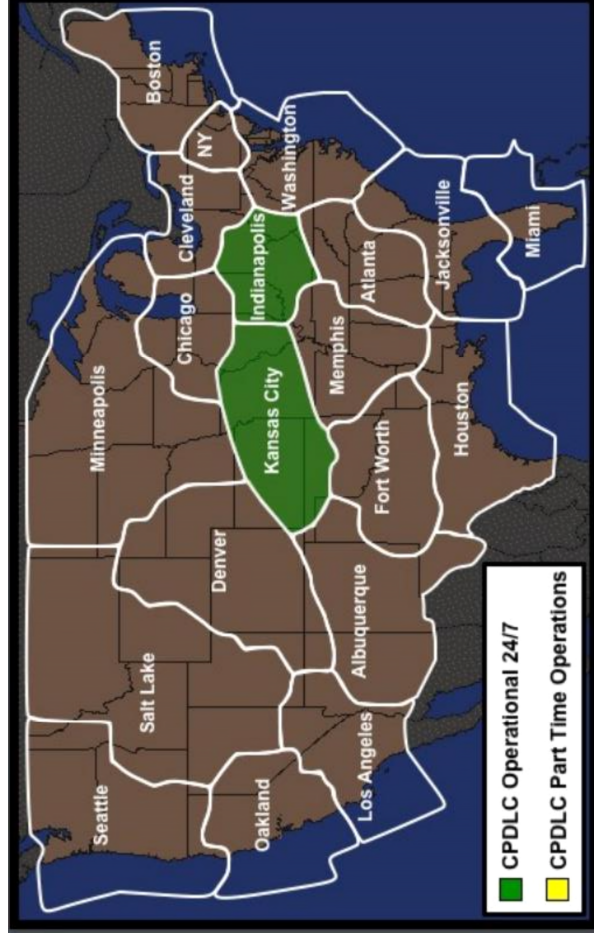 Seattle
Salt Lake
Minneapolis
Boston
NY
Cleveland
Chicago
Oakland
Denver
Kansas City
Indianapolis
Washington
Los Angeles
Albuquerque
Fort Worth
Memphis
Atlanta
Houston
Jacksonville
Miami
CPDLC Operational 24/7
CPDLC Part Time Operations